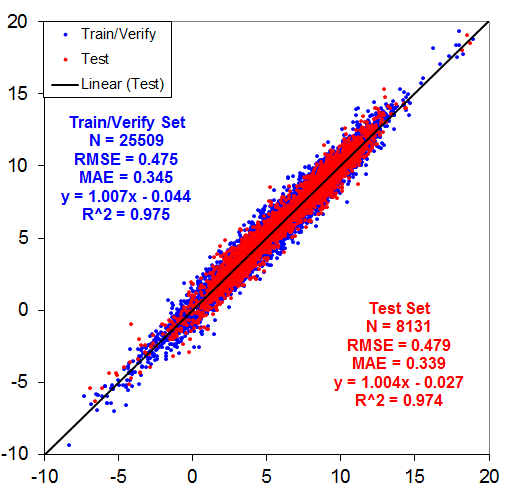 20
15
10
5
0
-5
-10
-10
-5
0
5
10
15
20
Train/Verify
Test
Linear (Test)
Train/Verify Set
N = 25509
RMSE = 0.475
MAE = 0.345
y = 1.007x - 0.044
R^2 = 0.975
Test Set
N = 8131
RMSE = 0.479
MAE = 0.339
y = 1.004x - 0.027
R^2 = 0.974